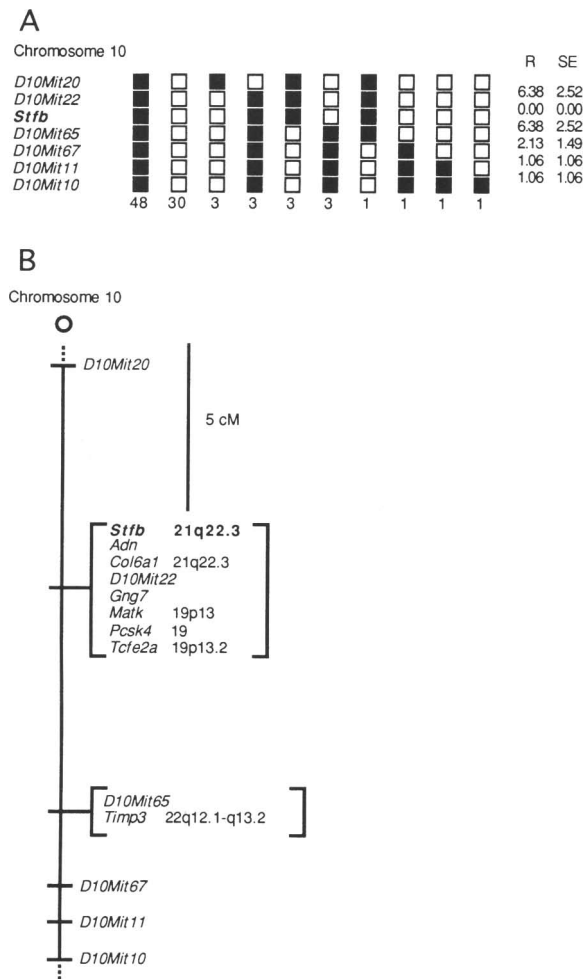 A
Chromosome 10
R SE
D10Mit20
6.38 2.52
D10Mit22
0.00 0.00
Stfb
6.38 2.52
D10Mit65
2.13 1.49
D10Mit67
1.06 1.06
D10Mit11
1.06 1.06
D10Mit10
48 30 3 3 3 3 1 1 1 1
B
Chromosome 10
D10Mit20
5 cM
Stfb 21q22.3
Adn
Col6a1 21q22.3
D10Mit22
Gng7
Matk 19p13
Pcsk4 19
Tcfe2a 19p13.2
D10Mit65
Timp3 22q12.1-q13.2
D10Mit67
D10Mit11
D10Mit10